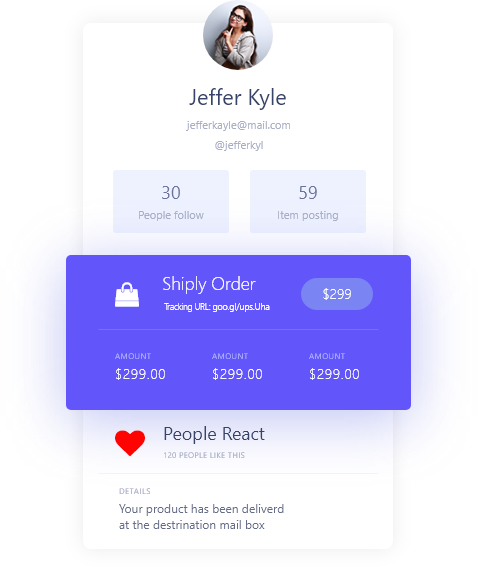 Jeffer Kyle
jefferkayle@mail.com
@jefferkyl
30
59
People follow
Item posting
Shiply Order
$299
Tracking URL: goo.gl/ups.Uha
AMOUNT
AMOUNT
AMOUNT
$299.00
$299.00
$299.00
People React
120 PEOPLE LIKE THIS
DETAILS
Your product has been deliverd
at the destrination mail box